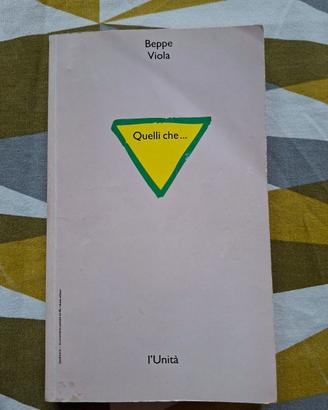 Beppe
Viola
Quelli che...
l'Unità